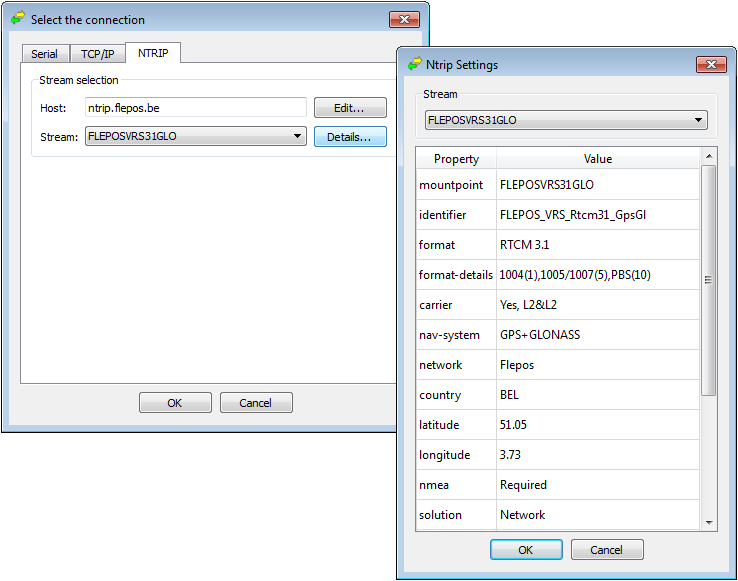 Select the connection
Serial TCP/IP NTRIP
Stream selection
Host: ntrip.flepos.be Edit...
Stream: FLEPOSVRS31GLO Details...
OK Cancel
Ntrip Settings
Stream
FLEPOSVRS31GLO
Property Value
mountpoint FLEPOSVRS31GLO
identifier FLEPOS_VRS_Rtcm31_GpsGl
format RTCM 3.1
format-details 1004(1),1005/1007(5),PBS(10)
carrier Yes, L2&L2
nav-system GPS+GLONASS
network Flepos
country BEL
latitude 51.05
longitude 3.73
nmea Required
solution Network
OK Cancel